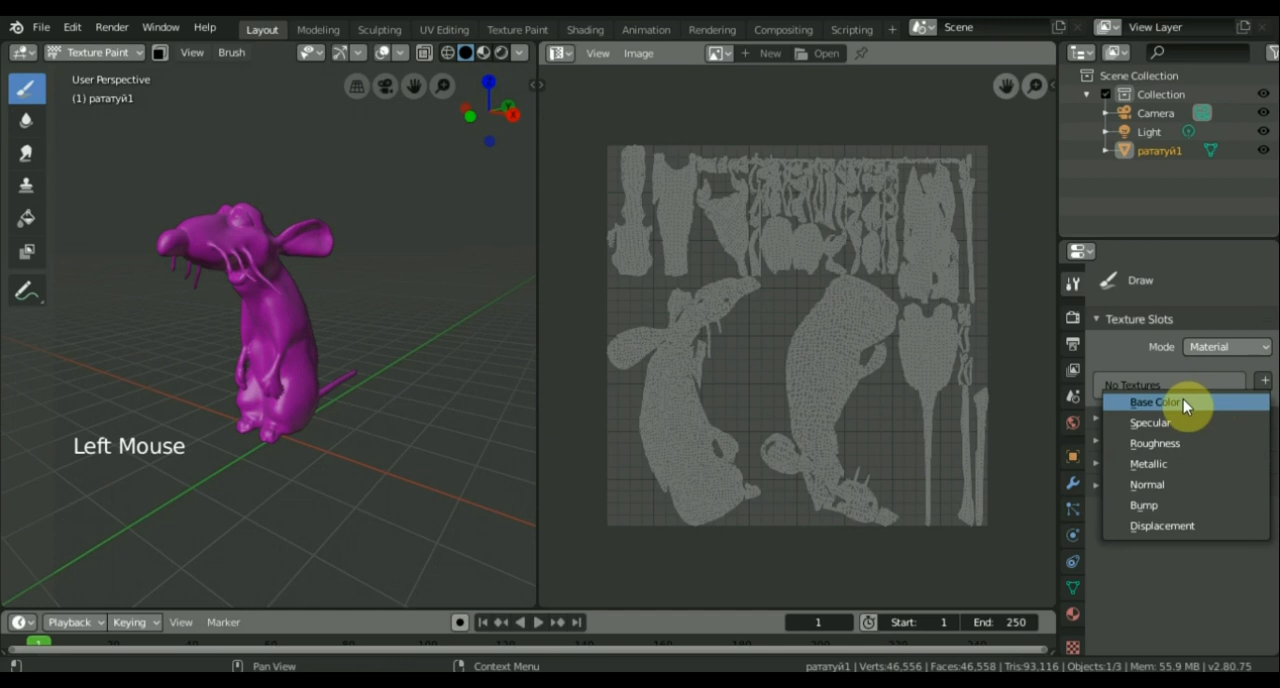 File Edit Render Window Help Layout Modeling Sculpting UV Editing Texture Paint Shading Animation Rendering Compositing Scripting + Scene View Layer
Texture Paint View Brush View Image + New Open
User Perspective
(1) рататуй1
Z
Y
X
Scene Collection
Collection
Camera
Light
рататуй1
Draw
Texture Slots
Mode Material
No Textures
Base Color
Specular
Roughness
Metallic
Normal
Bump
Displacement
Left Mouse
Playback Keying View Marker 1 Start: 1 End: 250
1
Pan View Context Menu рататуй1 | Verts:46,556 | Faces:46,558 | Tris:93,116 | Objects:1/3 | Mem: 55.9 MB | v2.80.75